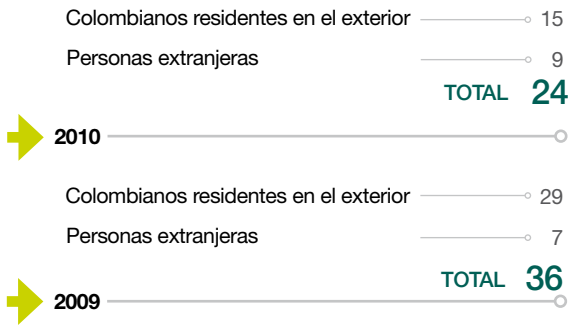 Colombianos residentes en el exterior 15
Personas extranjeras 9
TOTAL 24
2010
Colombianos residentes en el exterior 29
Personas extranjeras 7
TOTAL 36
2009